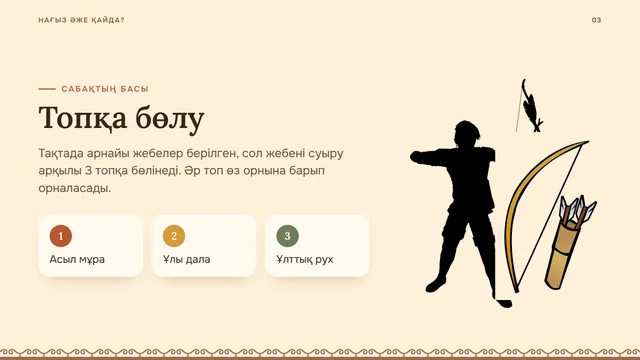 НАҒЫЗ ӘЖЕ ҚАЙДА?
03
САБАҚТЫҢ БАСЫ
Топқа бөлу
Тақтада арнайы жебелер берілген, сол жебені суыру
арқылы 3 топқа бөлінеді. Әр топ өз орнына барып
орналасады.
1
2
3
Асыл мұра
Ұлы дала
Ұлттық рух